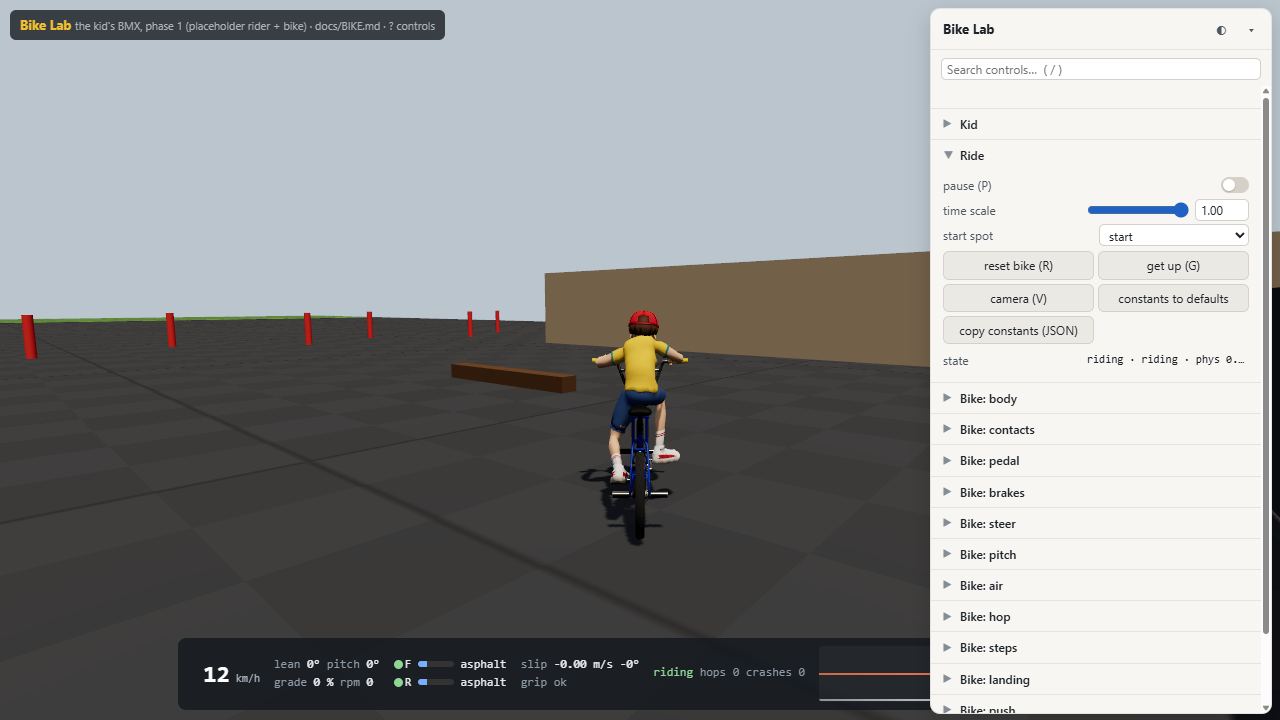 Bike Lab the kid's BMX, phase 1 (placeholder rider + bike) · docs/BIKE.md · ? controls
Bike Lab
Search controls... ( / )
Kid
Ride
pause (P)
time scale 1.00
start spot start
reset bike (R) get up (G)
camera (V) constants to defaults
copy constants (JSON)
state riding · riding · phys 0.…
Bike: body
Bike: contacts
Bike: pedal
Bike: brakes
Bike: steer
Bike: pitch
Bike: air
Bike: hop
Bike: steps
Bike: landing
Bike: push
12 km/h
lean 0° pitch 0° F asphalt slip -0.00 m/s -0°
grade 0 % rpm 0 R asphalt grip ok
riding hops 0 crashes 0